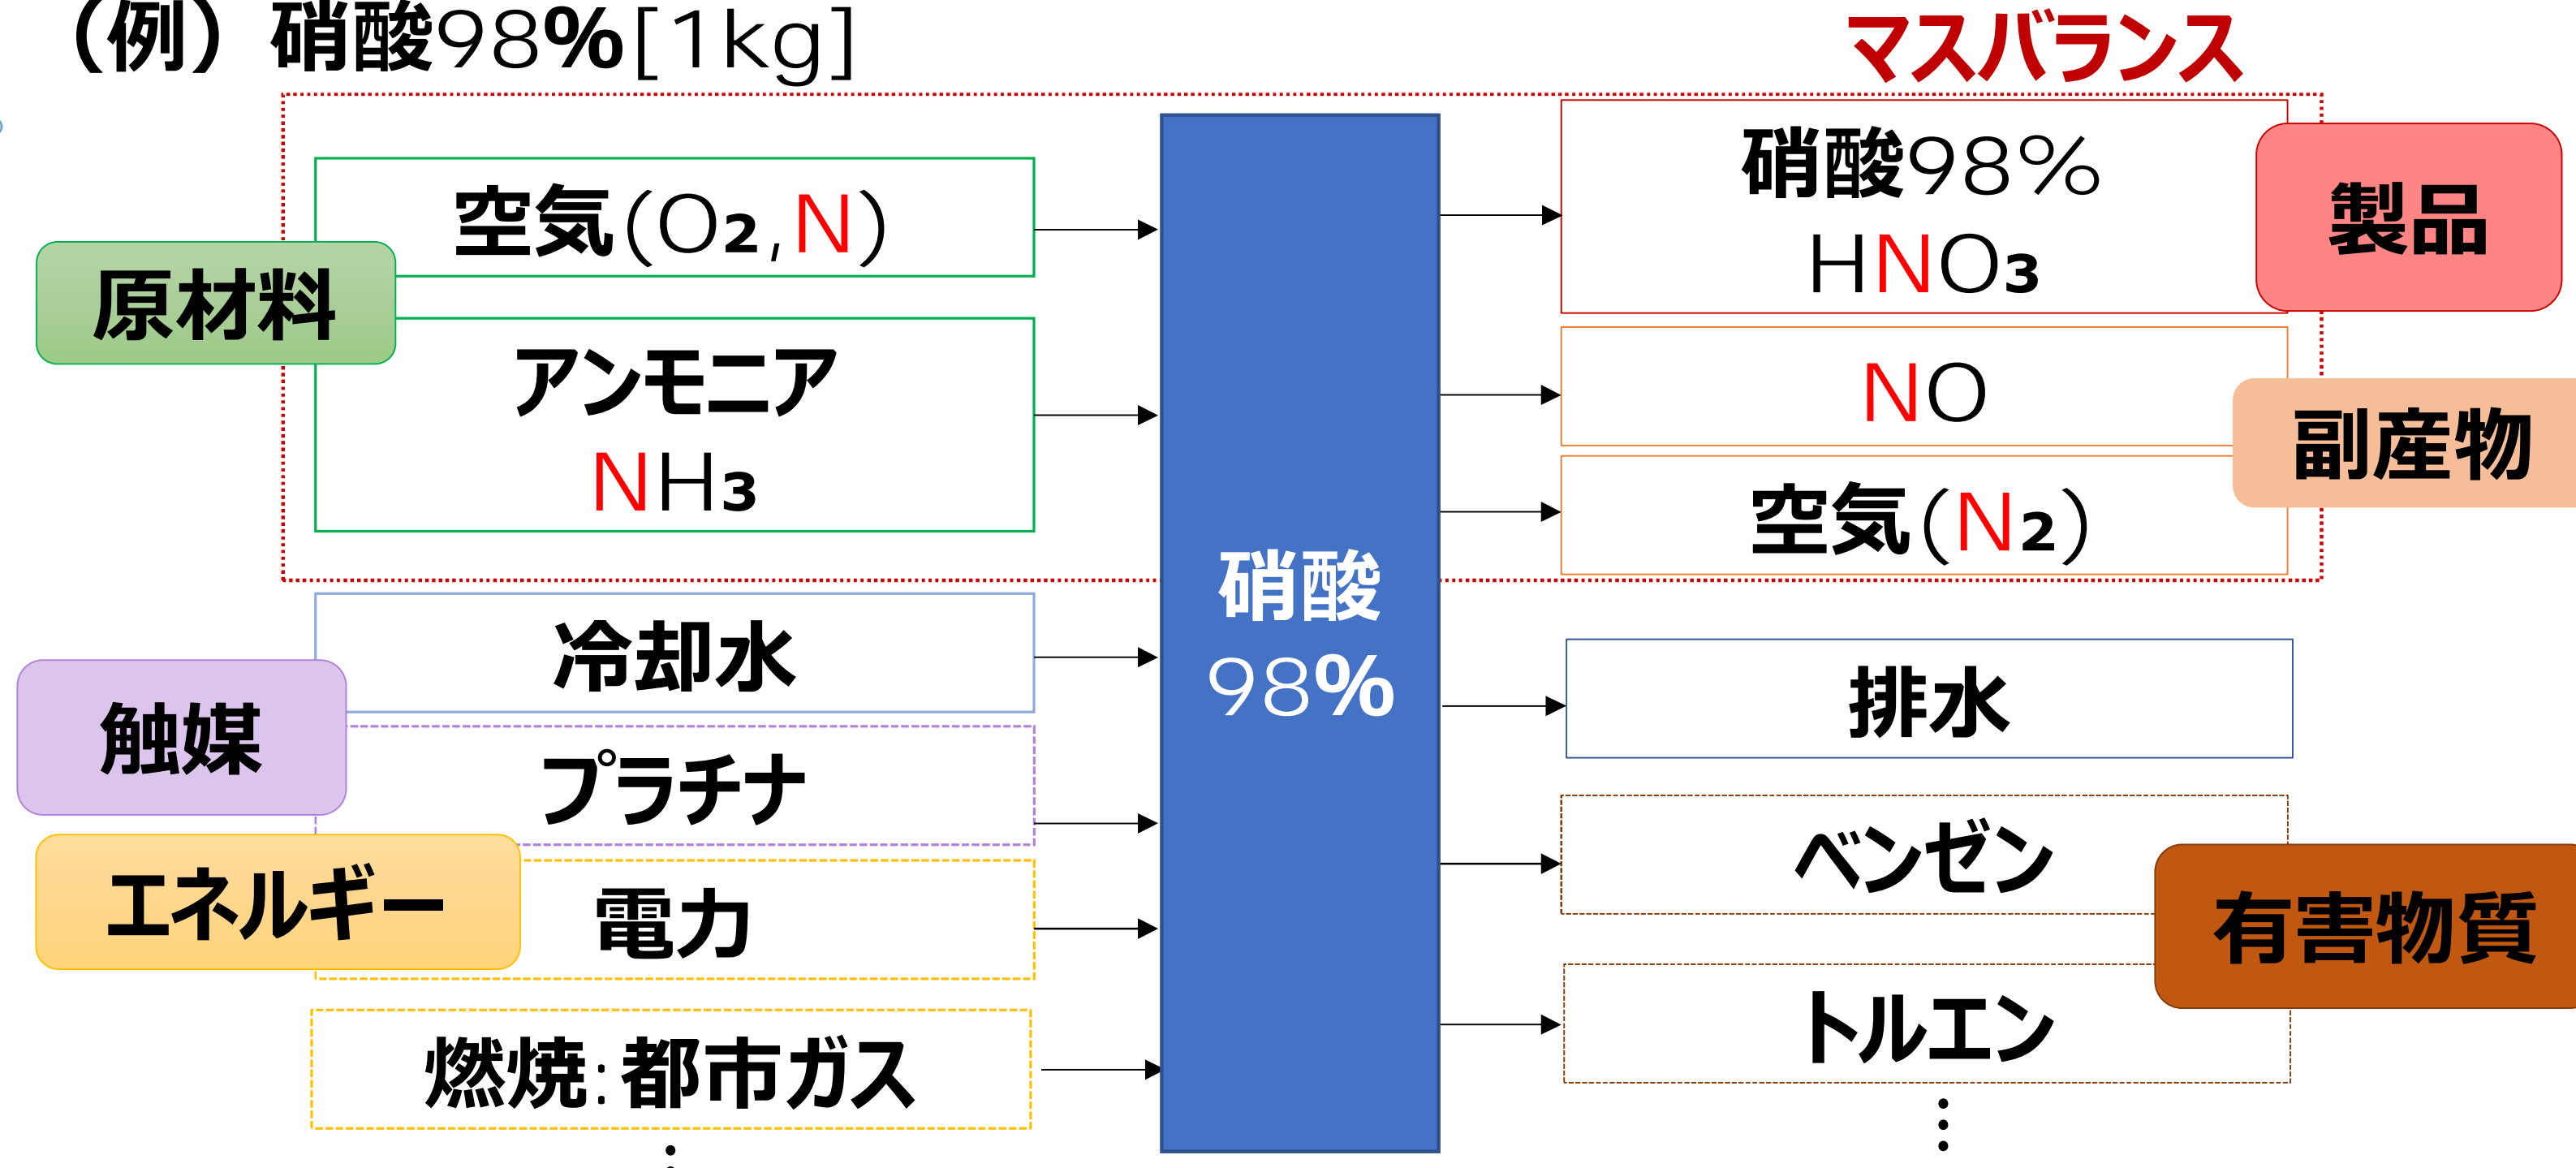 (例) 硝酸98%[1kg]
マスバランス
原材料
空気(O₂,N)
アンモニア
NH₃
冷却水
触媒
プラチナ
エネルギー
電力
燃焼:都市ガス
硝酸
98%
硝酸98%
HNO₃
製品
NO
副産物
空気(N₂)
排水
ベンゼン
有害物質
トルエン